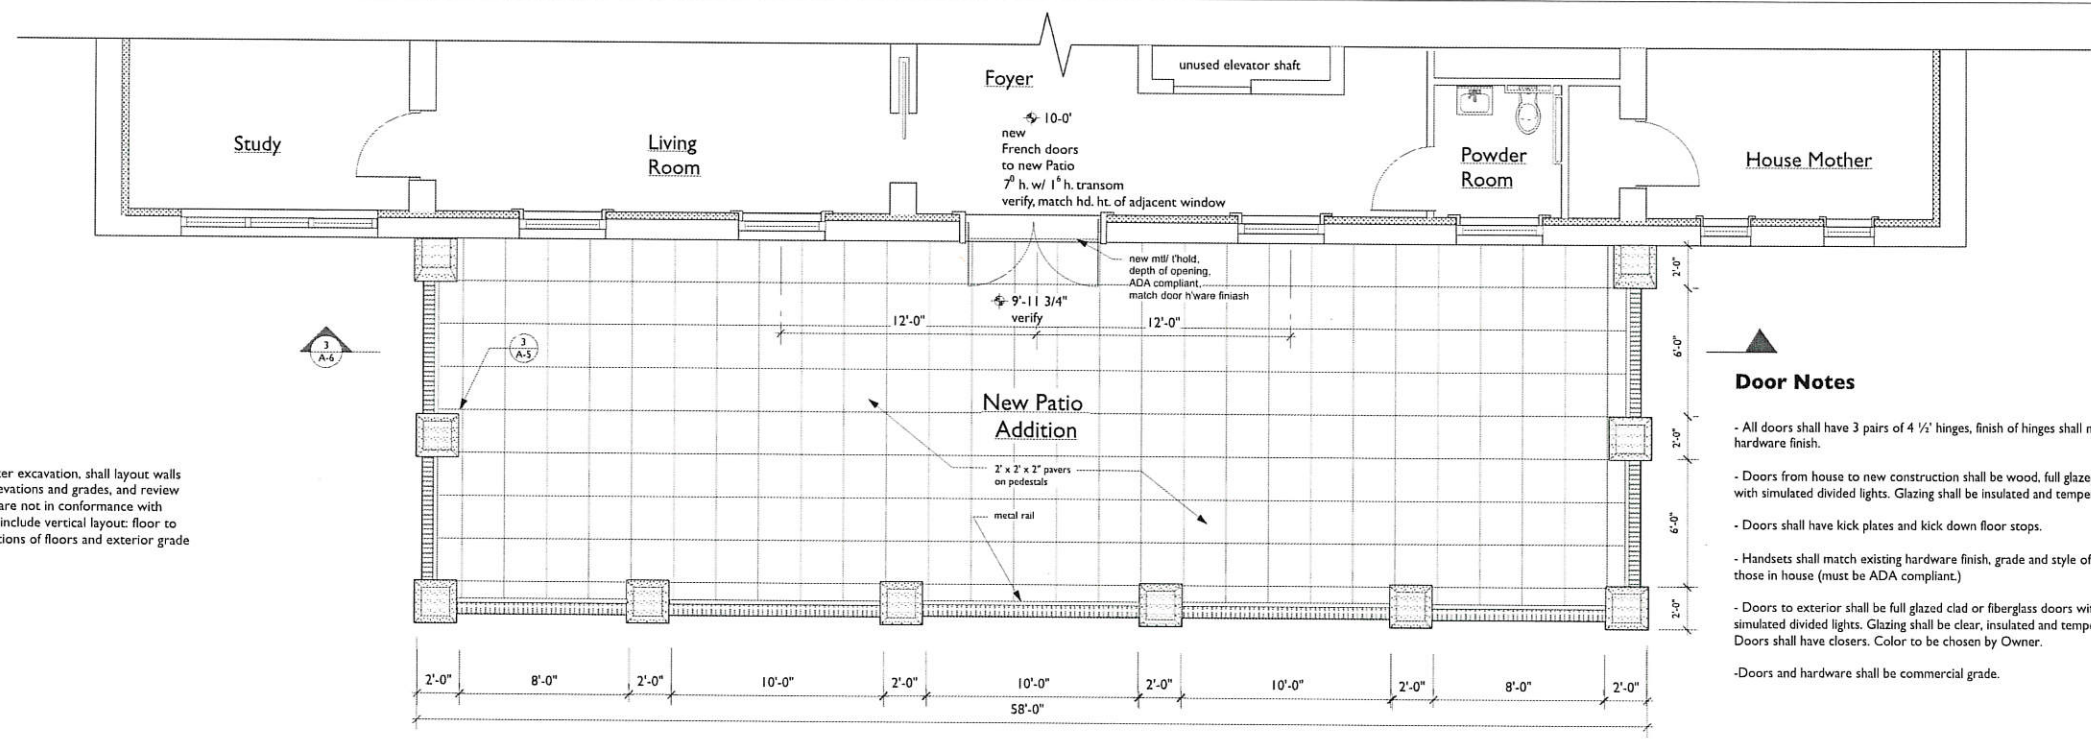 unused elevator shaft
Foyer
10-0'
new
French doors
to new Patio
7⁰ h. w/ 1⁶ h. transom
verify, match hd. ht. of adjacent window
Study
Living
Room
Powder
Room
House Mother
new mtl/ t'hold,
depth of opening,
ADA compliant,
match door h'ware finiash
9'-11 3/4"
verify
12'-0"
12'-0"
3
A-6
3
A-5
New Patio
Addition
2' x 2' x 2" pavers
on pedestals
metal rail
2'-0"
6'-0"
2'-0"
6'-0"
2'-0"
2'-0"
8'-0"
2'-0"
10'-0"
2'-0"
10'-0"
2'-0"
10'-0"
2'-0"
8'-0"
2'-0"
58'-0"
er excavation, shall layout walls
evations and grades, and review
are not in conformance with
include vertical layout: floor to
tions of floors and exterior grade
Door Notes
- All doors shall have 3 pairs of 4 ½' hinges, finish of hinges shall
hardware finish.
- Doors from house to new construction shall be wood, full glaze
with simulated divided lights. Glazing shall be insulated and tempe
- Doors shall have kick plates and kick down floor stops.
- Handsets shall match existing hardware finish, grade and style of
those in house (must be ADA compliant.)
- Doors to exterior shall be full glazed clad or fiberglass doors wi
simulated divided lights. Glazing shall be clear, insulated and tempe
Doors shall have closers. Color to be chosen by Owner.
-Doors and hardware shall be commercial grade.